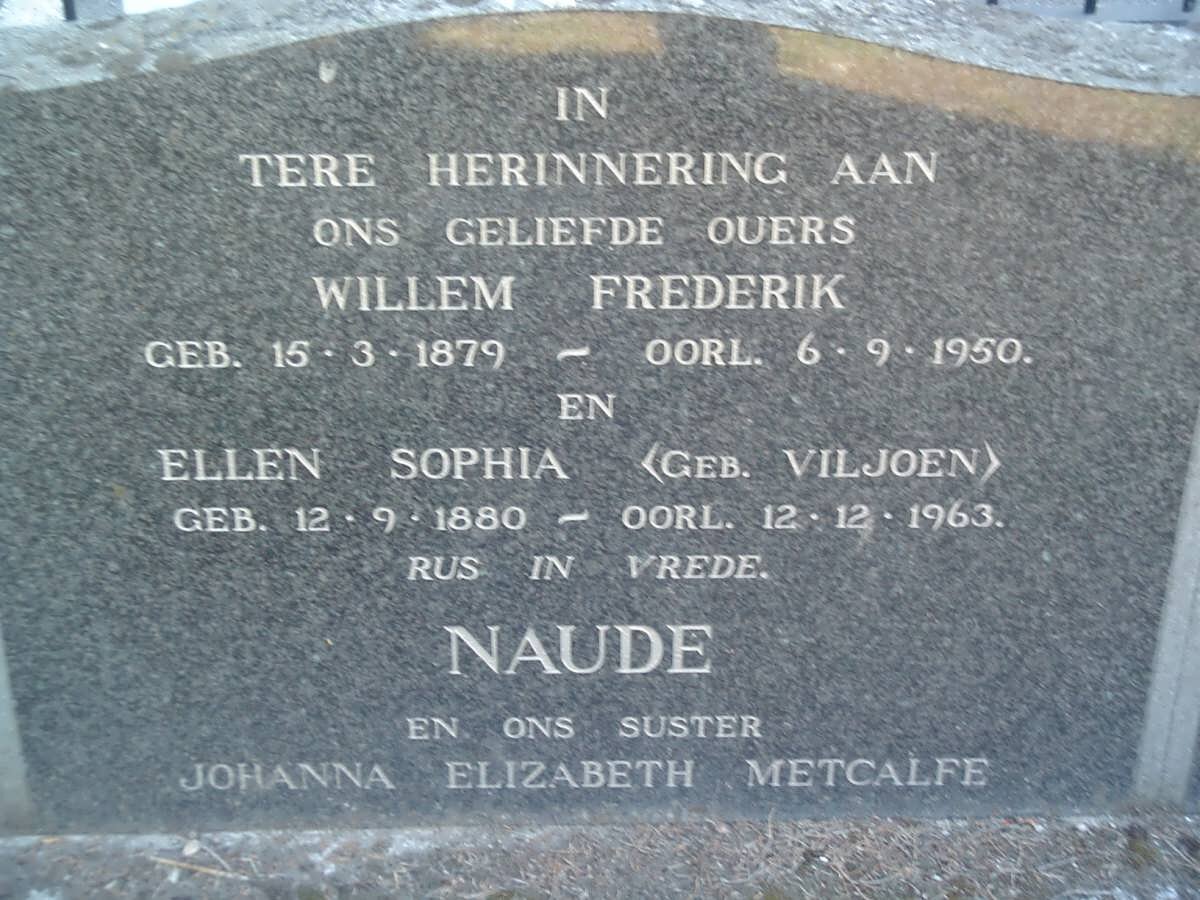 IN
TERE HERINNERING AAN
ONS GELIEFDE OUERS
WILLEM FREDERIK
GEB. 15·3·1879 ~ OORL. 6·9·1950.
EN
ELLEN SOPHIA 〈GEB. VILJOEN〉
GEB. 12·9·1880 ~ OORL. 12·12·1963.
RUS IN VREDE.
NAUDE
EN ONS SUSTER
JOHANNA ELIZABETH METCALFE